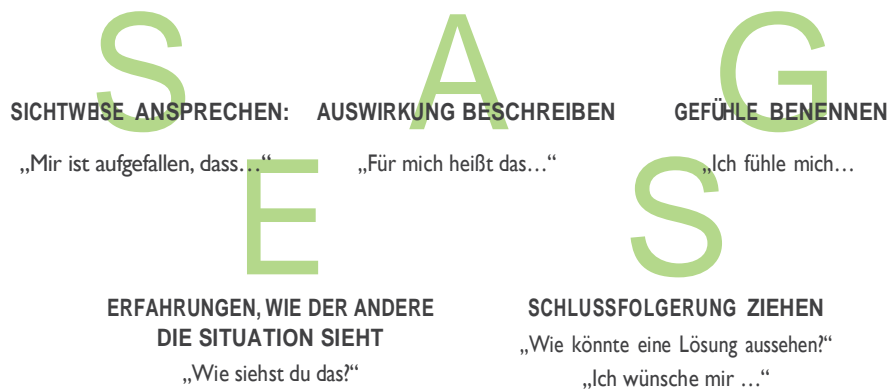 S A G
SICHTWEISE ANSPRECHEN: AUSWIRKUNG BESCHREIBEN GEFÜHLE BENENNEN
„Mir ist aufgefallen, dass…“ „Für mich heißt das…“ „Ich fühle mich…
E S
ERFAHRUNGEN, WIE DER ANDERE
DIE SITUATION SIEHT
„Wie siehst du das?“
SCHLUSSFOLGERUNG ZIEHEN
„Wie könnte eine Lösung aussehen?“
„Ich wünsche mir …“